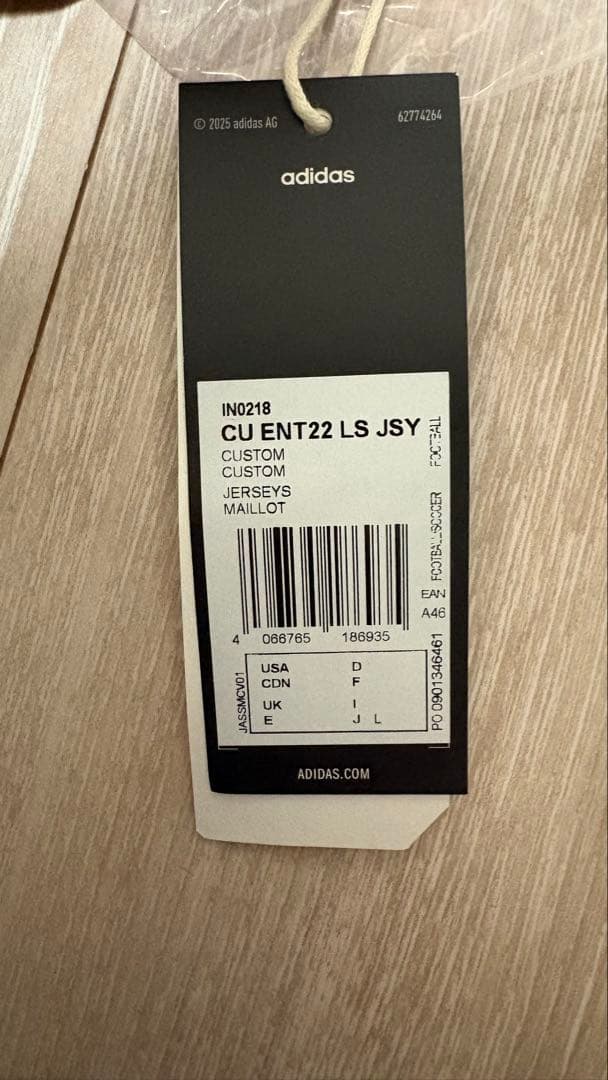 © 2025 adidas AG
62774264
adidas
IN0218
CU ENT22 LS JSY
CUSTOM
CUSTOM
JERSEYS
MAILLOT
FOOTBALL-SOCCER FOOTBALL
4 066765 186935
EAN
A46
JASSMCV01
USA D
CDN F
UK I
E J L
PO 0901346461
ADIDAS.COM